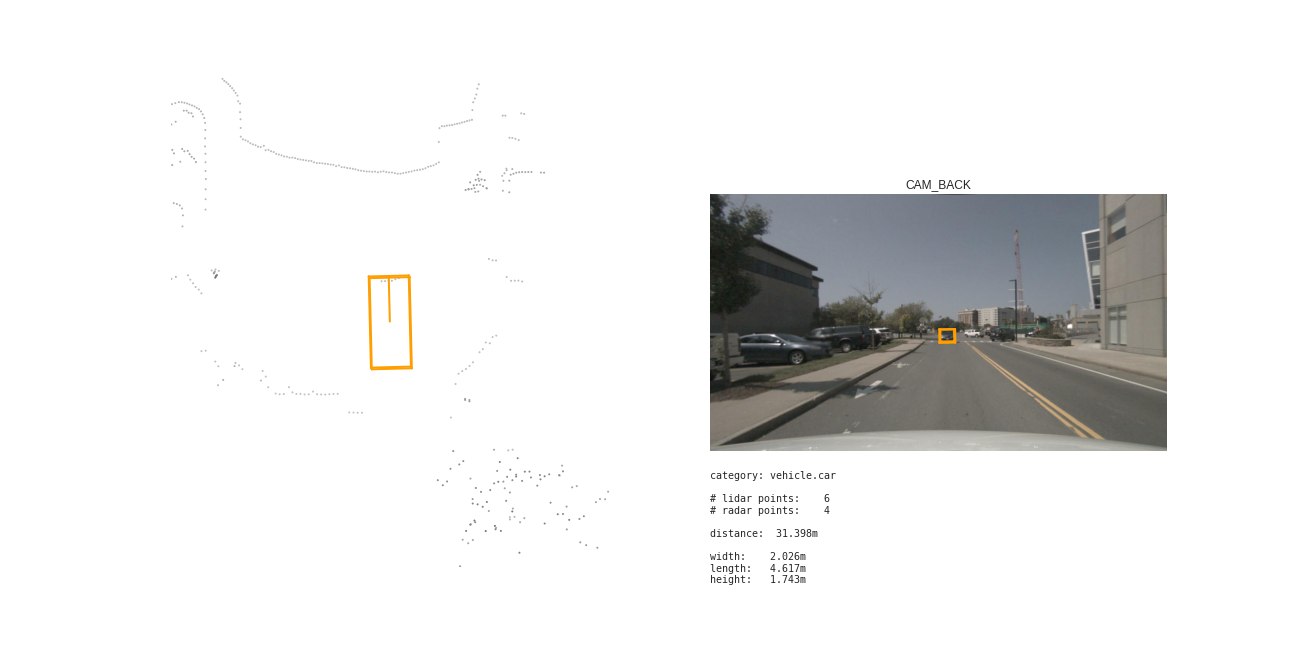 CAM_BACK
category: vehicle.car
# lidar points: 6
# radar points: 4
distance: 31.398m
width: 2.026m
length: 4.617m
height: 1.743m